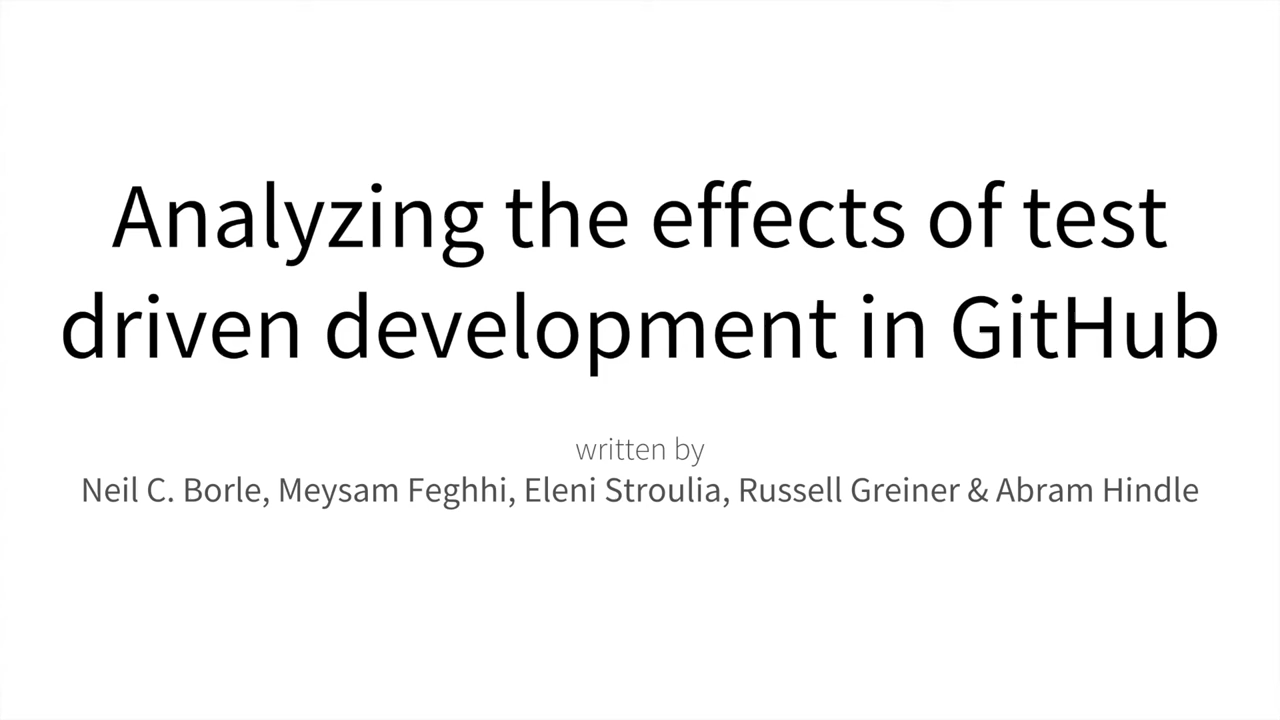 Analyzing the effects of test
driven development in GitHub
written by
Neil C. Borle, Meysam Feghhi, Eleni Stroulia, Russell Greiner & Abram Hindle